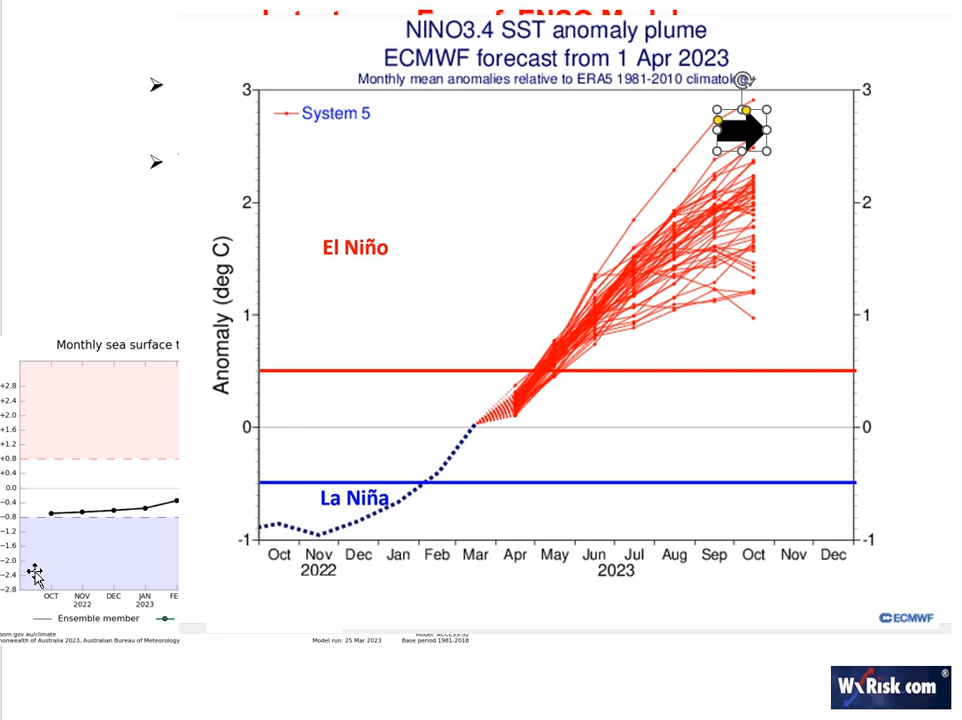 NINO3.4 SST anomaly plume
ECMWF forecast from 1 Apr 2023
Monthly mean anomalies relative to ERA5 1981-2010
System 5
3
2
1
0
-1
3
2
1
0
-1
Anomaly (deg C)
El Niño
La Niña
Oct Nov Dec Jan Feb Mar Apr May Jun Jul Aug Sep Oct Nov Dec
2022 2023
ECMWF
Monthly sea surface
+2.8
+2.4
+2.0
+1.6
+1.2
+0.8
+0.4
0.0
−0.4
−0.8
−1.2
−1.6
−2.0
−2.4
−2.8
OCT NOV DEC JAN
2022 2023
Ensemble member
bom.gov.au/climate
Commonwealth of Australia 2023, Australian Bureau of Meteorology
Model run: 25 Mar 2023 Base period 1981-2018
WxRisk.com ®